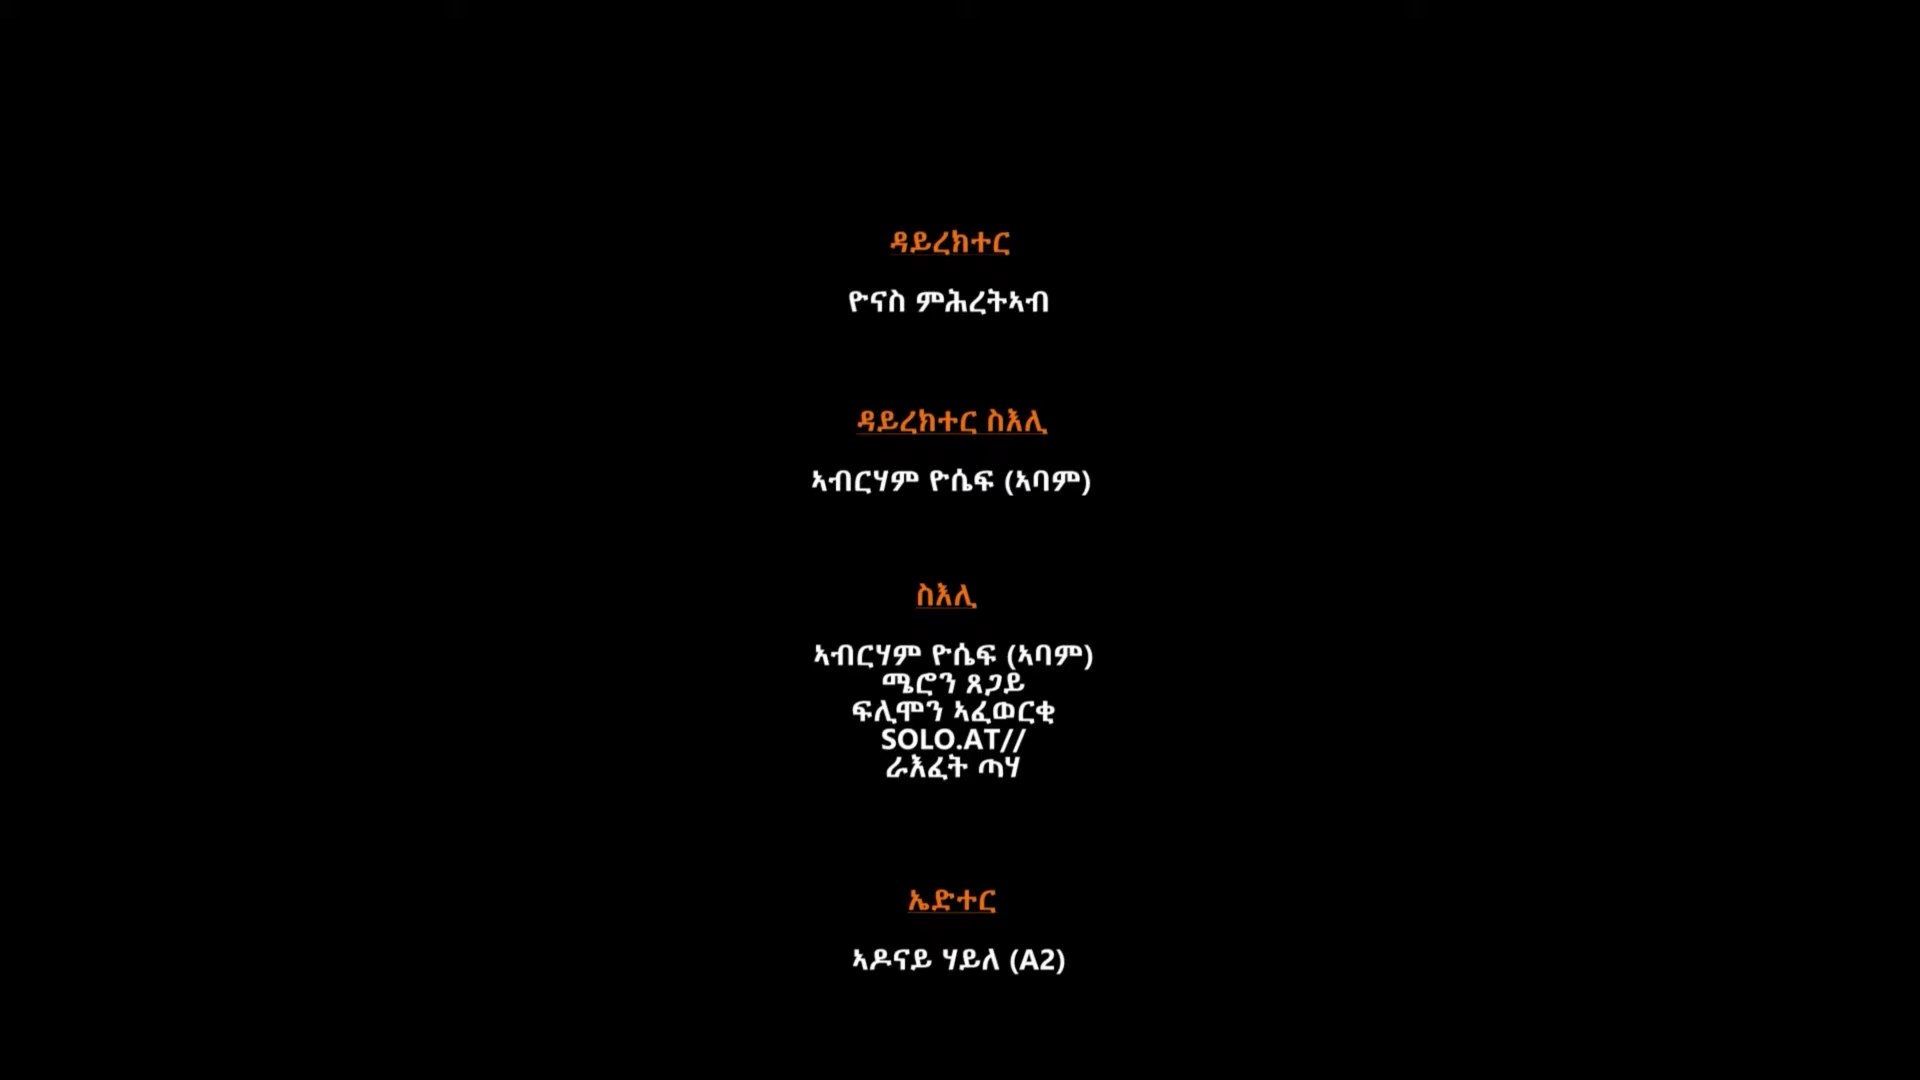 ዳይረክተር
ዮናስ ምሕረትኣብ
ዳይረክተር ስእሊ
ኣብርሃም ዮሴፍ (ኣባም)
ስእሊ
ኣብርሃም ዮሴፍ (ኣባም)
ሜሮን ጸጋይ
ፍሊሞን ኣፈወርቂ
SOLO.AT//
ራእፈት ጣሃ
ኤድተር
ኣዶናይ ሃይለ (A2)